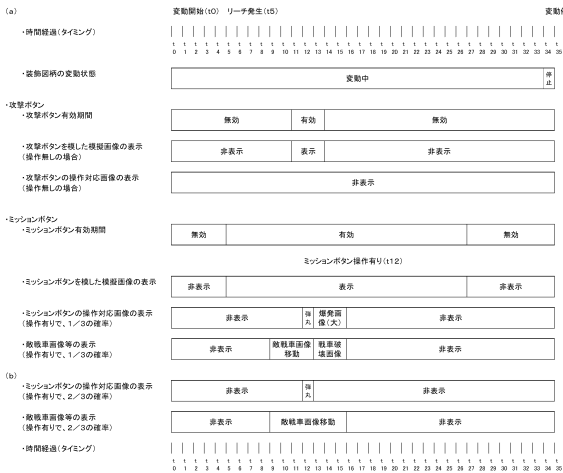 (a)
変動開始(t0) リーチ発生(t5)
・時間経過(タイミング)
t t t t t t t t t t t t t t t t t t t t t t t t t t t t t t t t t t t t
0 1 2 3 4 5 6 7 8 9 10 11 12 13 14 15 16 17 18 19 20 21 22 23 24 25 26 27 28 29 30 31 32 33 34 35
・装飾図柄の変動状態
変動中 停止
・攻撃ボタン
・攻撃ボタン有効期間
無効 有効 無効
・攻撃ボタンを模した模擬画像の表示
(操作無しの場合)
非表示 表示 非表示
・攻撃ボタンの操作対応画像の表示
(操作無しの場合)
非表示
・ミッションボタン
・ミッションボタン有効期間
無効 有効 無効
ミッションボタン操作有り(t12)
・ミッションボタンを模した模擬画像の表示
非表示 表示 非表示
・ミッションボタンの操作対応画像の表示
(操作有りで、1/3の確率)
非表示 弾丸 爆発画像(大) 非表示
・敵戦車画像等の表示
(操作有りで、1/3の確率)
非表示 敵戦車画像移動 戦車破壊画像 非表示
(b)
・ミッションボタンの操作対応画像の表示
(操作有りで、2/3の確率)
非表示 弾丸 非表示
・敵戦車画像等の表示
(操作有りで、2/3の確率)
非表示 敵戦車画像移動 非表示
・時間経過(タイミング)
t t t t t t t t t t t t t t t t t t t t t t t t t t t t t t t t t t t t
0 1 2 3 4 5 6 7 8 9 10 11 12 13 14 15 16 17 18 19 20 21 22 23 24 25 26 27 28 29 30 31 32 33 34 35